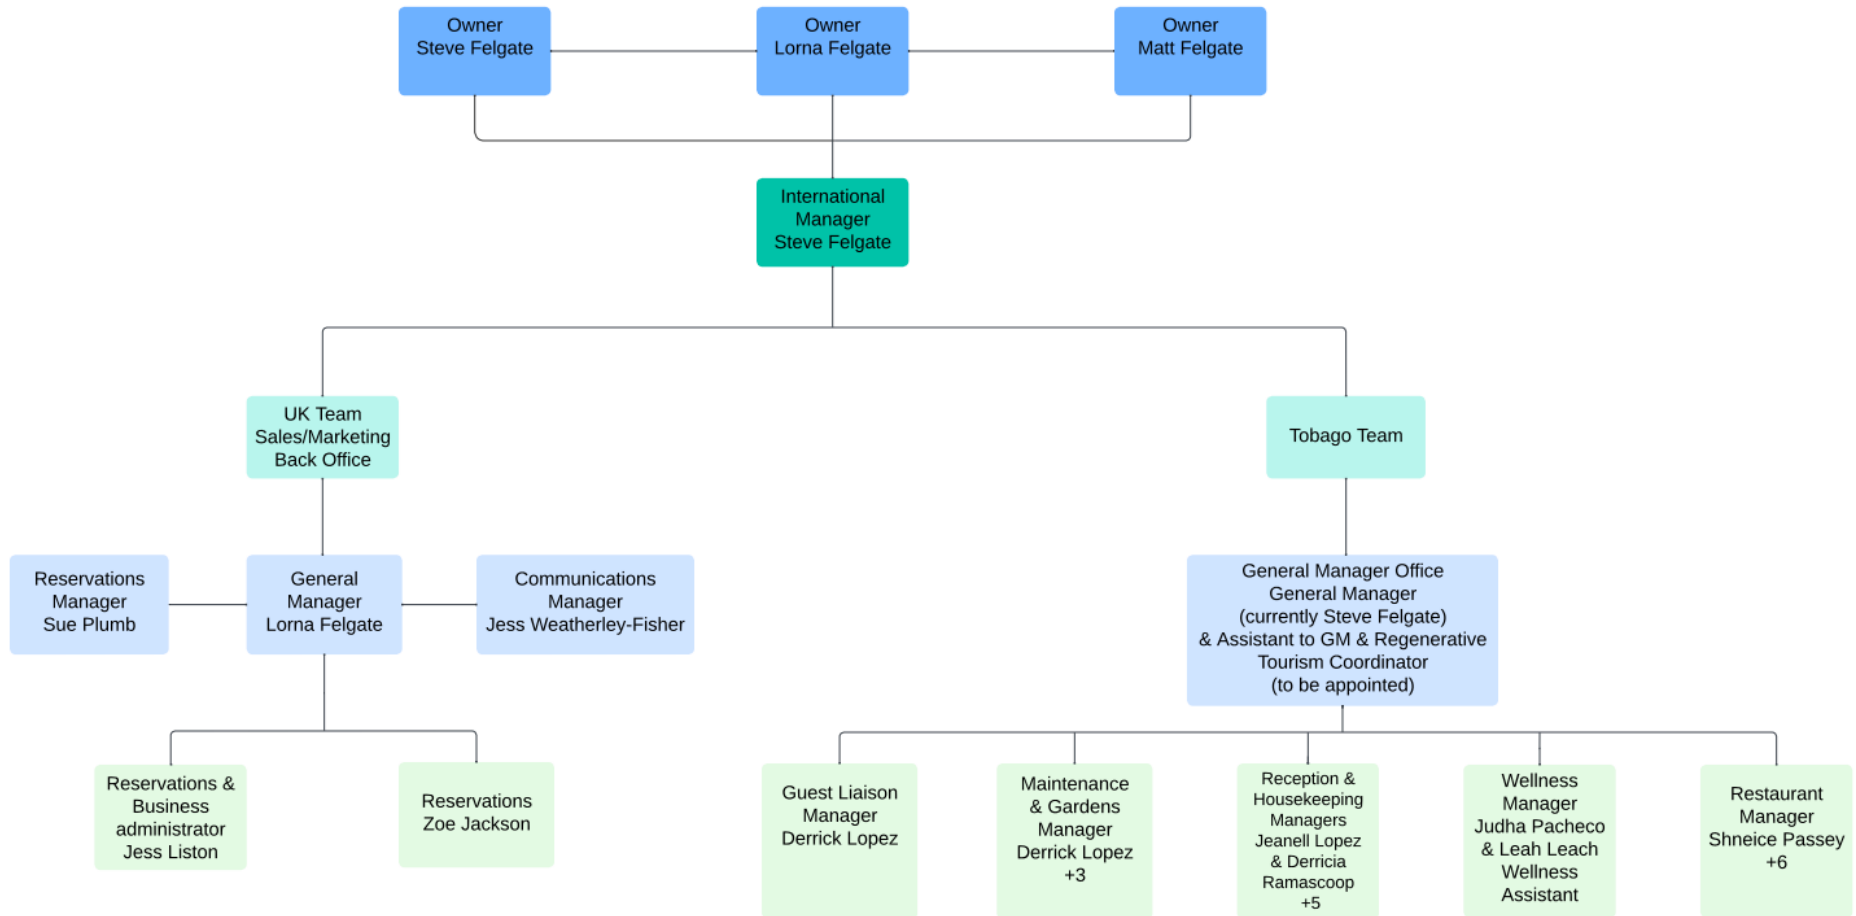 Owner
Steve Felgate
Owner
Lorna Felgate
Owner
Matt Felgate
International
Manager
Steve Felgate
UK Team
Sales/Marketing
Back Office
Tobago Team
Reservations
Manager
Sue Plumb
General
Manager
Lorna Felgate
Communications
Manager
Jess Weatherley-Fisher
General Manager Office
General Manager
(currently Steve Felgate)
& Assistant to GM & Regenerative
Tourism Coordinator
(to be appointed)
Reservations &
Business
administrator
Jess Liston
Reservations
Zoe Jackson
Guest Liaison
Manager
Derrick Lopez
Maintenance
& Gardens
Manager
Derrick Lopez
+3
Reception &
Housekeeping
Managers
Jeanell Lopez
& Derricia
Ramascoop
+5
Wellness
Manager
Judha Pacheco
& Leah Leach
Wellness
Assistant
Restaurant
Manager
Shneice Passey
+6